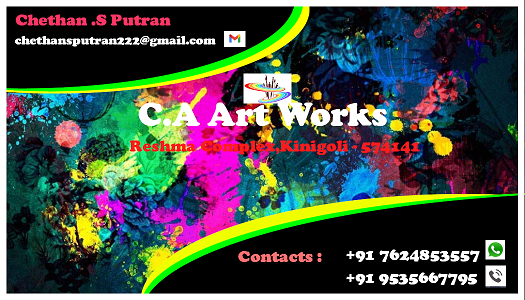 Chethan .S Putran
chethansputran222@gmail.com
C.A Art Works
Reshma Complex,Kinigoli - 574141
Contacts :
+91 7624853557
+91 9535667795